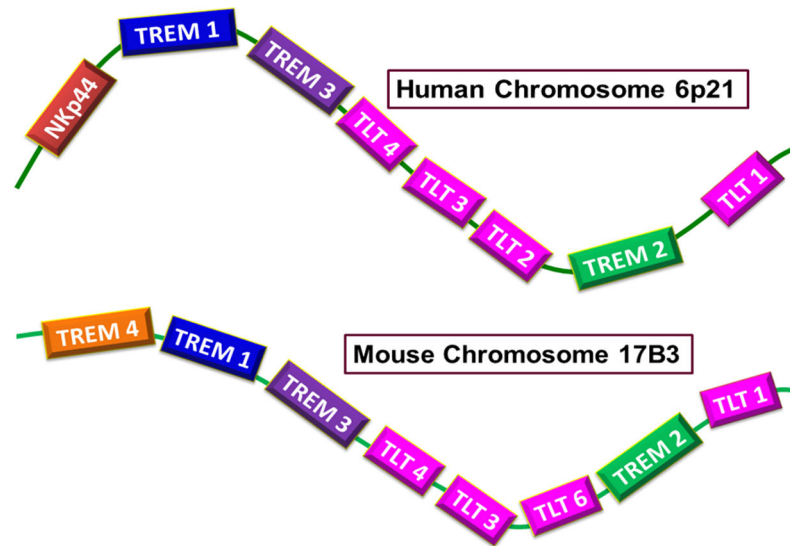 NKp44
TREM 1
TREM 3
TLT 4
TLT 3
TLT 2
TREM 2
TLT 1
Human Chromosome 6p21
TREM 4
TREM 1
TREM 3
TLT 4
TLT 3
TLT 6
TREM 2
TLT 1
Mouse Chromosome 17B3